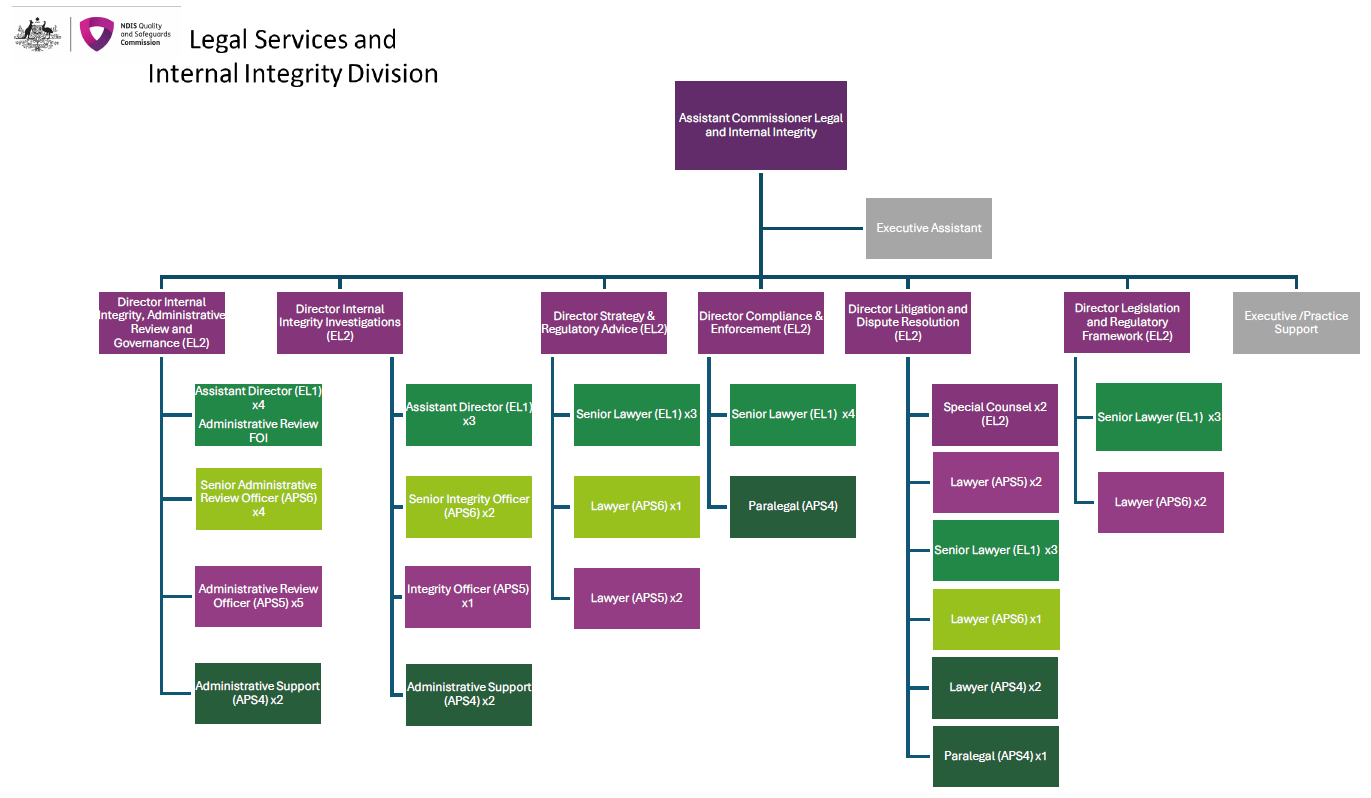 NDIS Quality
and Safeguards
Commission
Legal Services and
Internal Integrity Division
Assistant Commissioner Legal
and Internal Integrity
Executive Assistant
Director Internal
Integrity, Administrative
Review and
Governance (EL2)
Director Internal
Integrity Investigations
(EL2)
Director Strategy &
Regulatory Advice (EL2)
Director Compliance &
Enforcement (EL2)
Director Litigation and
Dispute Resolution
(EL2)
Director Legislation
and Regulatory
Framework (EL2)
Executive /Practice
Support
Assistant Director (EL1)
x4
Administrative Review
FOI
Senior Administrative
Review Officer (APS6)
x4
Administrative Review
Officer (APS5) x5
Administrative Support
(APS4) x2
Assistant Director (EL1)
x3
Senior Integrity Officer
(APS6) x2
Integrity Officer (APS5)
x1
Administrative Support
(APS4) x2
Senior Lawyer (EL1) x3
Lawyer (APS6) x1
Lawyer (APS5) x2
Senior Lawyer (EL1) x4
Paralegal (APS4)
Special Counsel x2
(EL2)
Lawyer (APS5) x2
Senior Lawyer (EL1) x3
Lawyer (APS6) x1
Lawyer (APS4) x2
Paralegal (APS4) x1
Senior Lawyer (EL1) x3
Lawyer (APS6) x2